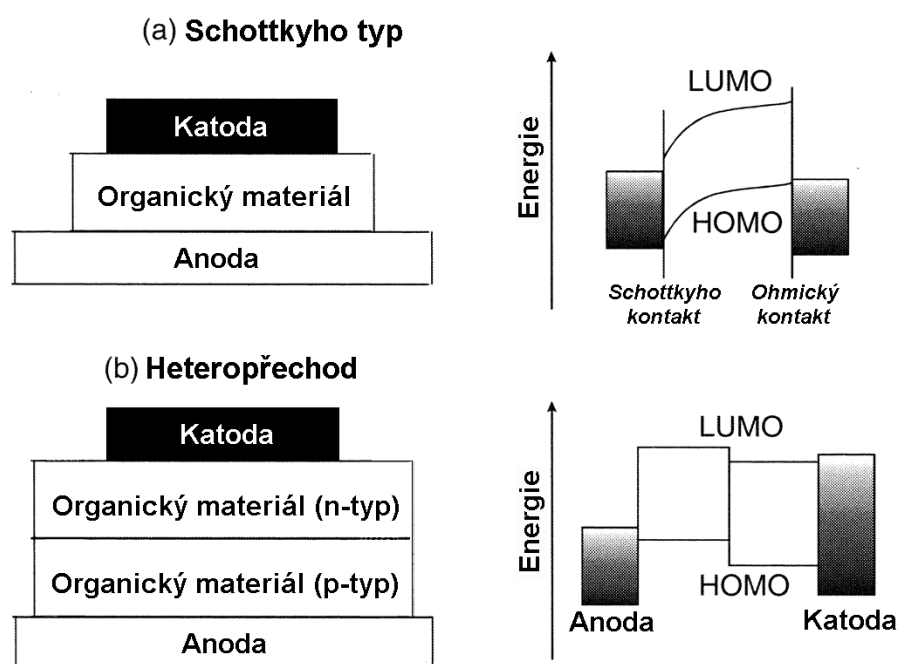 (a) Schottkyho typ
Katoda
Organický materiál
Anoda
Energie
LUMO
HOMO
Schottkyho
kontakt
Ohmický
kontakt
(b) Heteropřechod
Katoda
Organický materiál (n-typ)
Organický materiál (p-typ)
Anoda
Energie
LUMO
HOMO
Anoda
Katoda